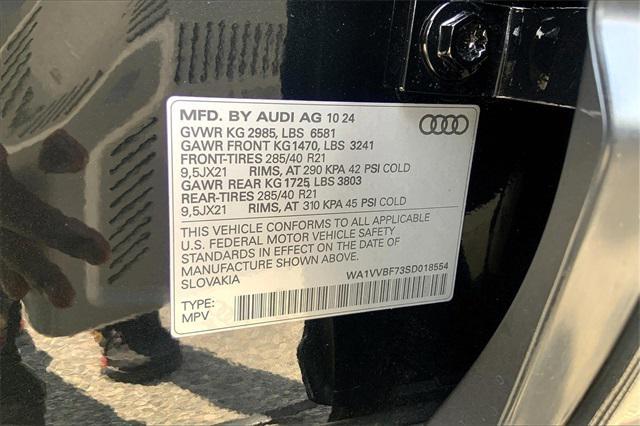 MFD. BY AUDI AG 10 24
GVWR KG 2985, LBS 6581
GAWR FRONT KG1470, LBS 3241
FRONT-TIRES 285/40 R21
9,5JX21 RIMS, AT 290 KPA 42 PSI COLD
GAWR REAR KG 1725, LBS 3803
REAR-TIRES 285/40 R21
9,5JX21 RIMS, AT 310 KPA 45 PSI COLD
THIS VEHICLE CONFORMS TO ALL APPLICABLE
U.S. FEDERAL MOTOR VEHICLE SAFETY
STANDARDS IN EFFECT ON THE DATE OF
MANUFACTURE SHOWN ABOVE.
SLOVAKIA WA1VVBF73SD018554
TYPE:
MPV